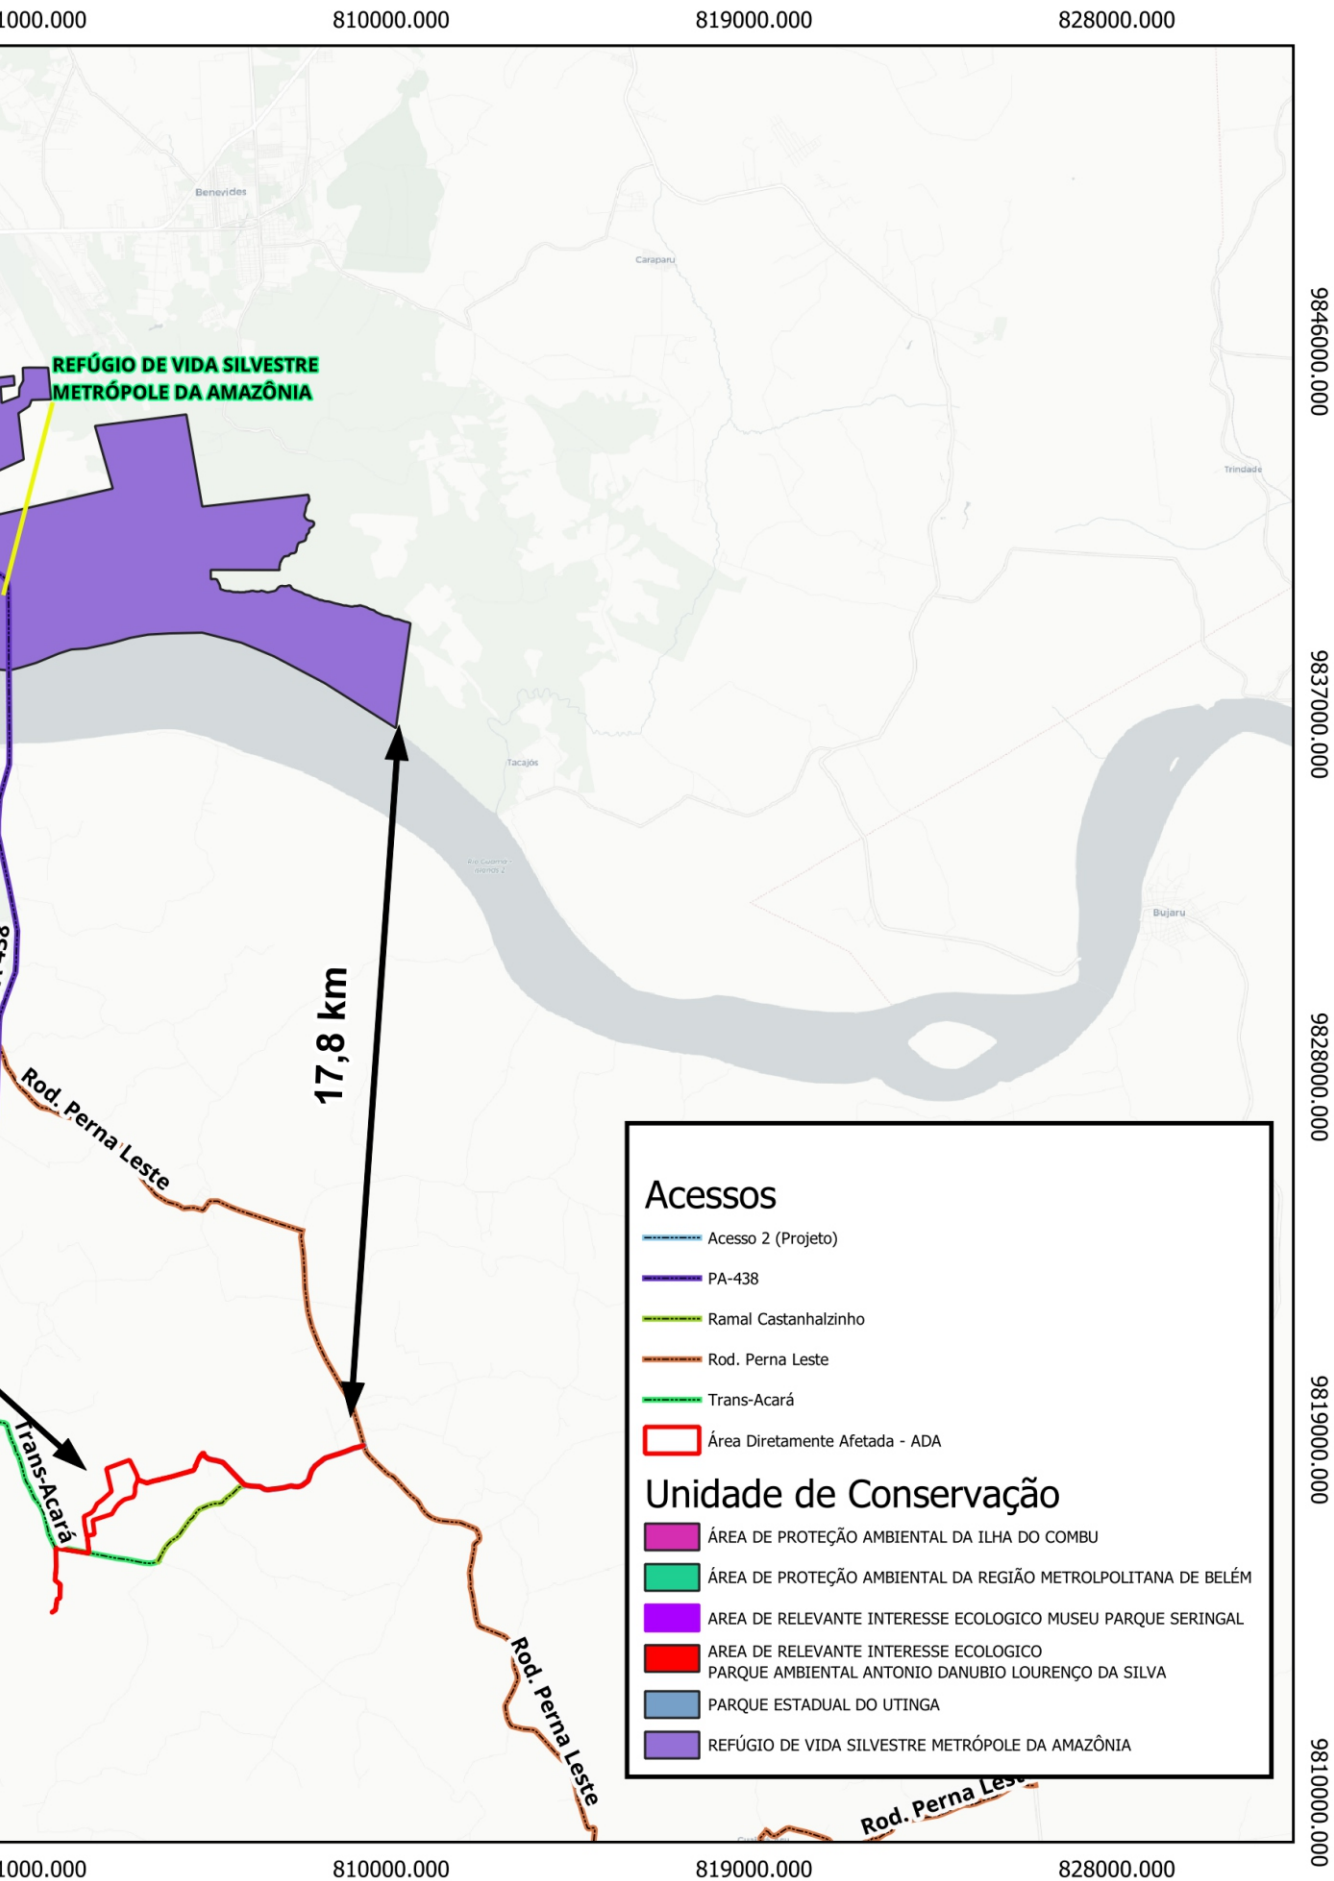 1000.000
810000.000
819000.000
828000.000
Benevides
Caraparu
9846000.000
REFÚGIO DE VIDA SILVESTRE
METRÓPOLE DA AMAZÔNIA
Trindade
9837000.000
Tacajós
Bujaru
17,8 km
9828000.000
Rod. Perna Leste
Acessos
Acesso 2 (Projeto)
PA-438
Ramal Castanhalzinho
Rod. Perna Leste
Trans-Acará
Área Diretamente Afetada - ADA
9819000.000
Trans-Acará
Unidade de Conservação
ÁREA DE PROTEÇÃO AMBIENTAL DA ILHA DO COMBU
ÁREA DE PROTEÇÃO AMBIENTAL DA REGIÃO METROLPOLITANA DE BELÉM
AREA DE RELEVANTE INTERESSE ECOLOGICO MUSEU PARQUE SERINGAL
AREA DE RELEVANTE INTERESSE ECOLOGICO
PARQUE AMBIENTAL ANTONIO DANUBIO LOURENÇO DA SILVA
PARQUE ESTADUAL DO UTINGA
REFÚGIO DE VIDA SILVESTRE METRÓPOLE DA AMAZÔNIA
Rod. Perna Leste
Rod. Perna Leste
9810000.000
1000.000
810000.000
819000.000
828000.000